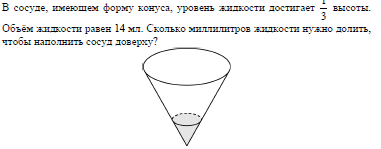 В сосуде, имеющем форму конуса, уровень жидкости достигает 1/3 высоты.
Объём жидкости равен 14 мл. Сколько миллилитров жидкости нужно долить,
чтобы наполнить сосуд доверху?